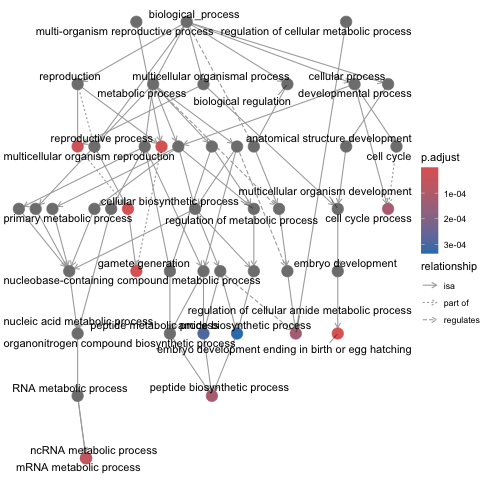 biological_process
multi-organism reproductive process
regulation of cellular metabolic process
reproduction
multicellular organismal process
cellular process
metabolic process
developmental process
biological regulation
reproductive process
anatomical structure development
multicellular organism reproduction
cell cycle
multicellular organism development
cellular biosynthetic process
primary metabolic process
regulation of metabolic process
cell cycle process
gamete generation
embryo development
nucleobase-containing compound metabolic process
regulation of cellular amide metabolic process
nucleic acid metabolic process
peptide metabolic process
amide biosynthetic process
organonitrogen compound biosynthetic process
embryo development ending in birth or egg hatching
RNA metabolic process
peptide biosynthetic process
ncRNA metabolic process
mRNA metabolic process
p.adjust
1e-04
2e-04
3e-04
relationship
isa
part of
regulates